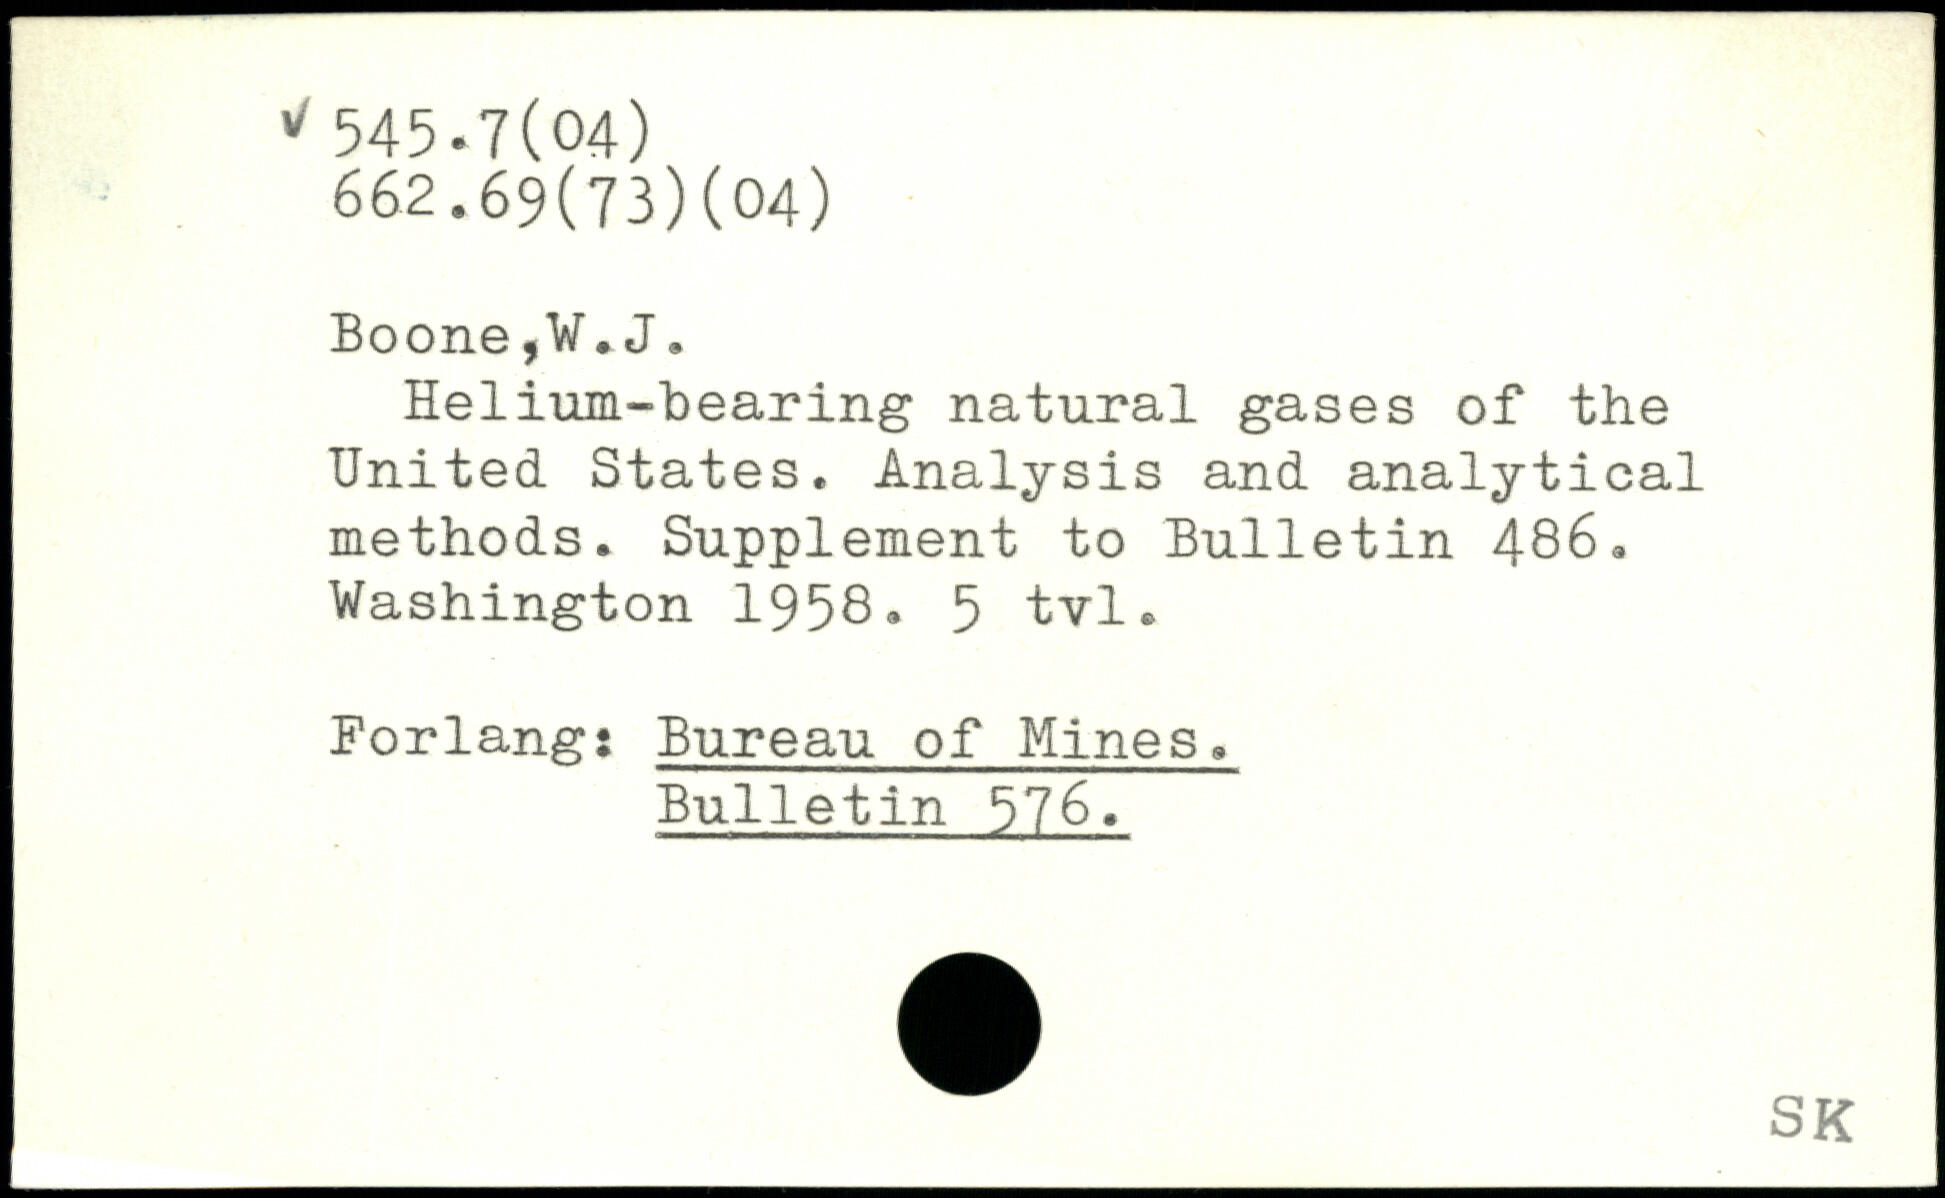 ✓ 545.7(04)
662.69(73)(04)
Boone,W.J.
Helium-bearing natural gases of the
United States. Analysis and analytical
methods. Supplement to Bulletin 486.
Washington 1958. 5 tvl.
Forlang: Bureau of Mines.
Bulletin 576.
SK